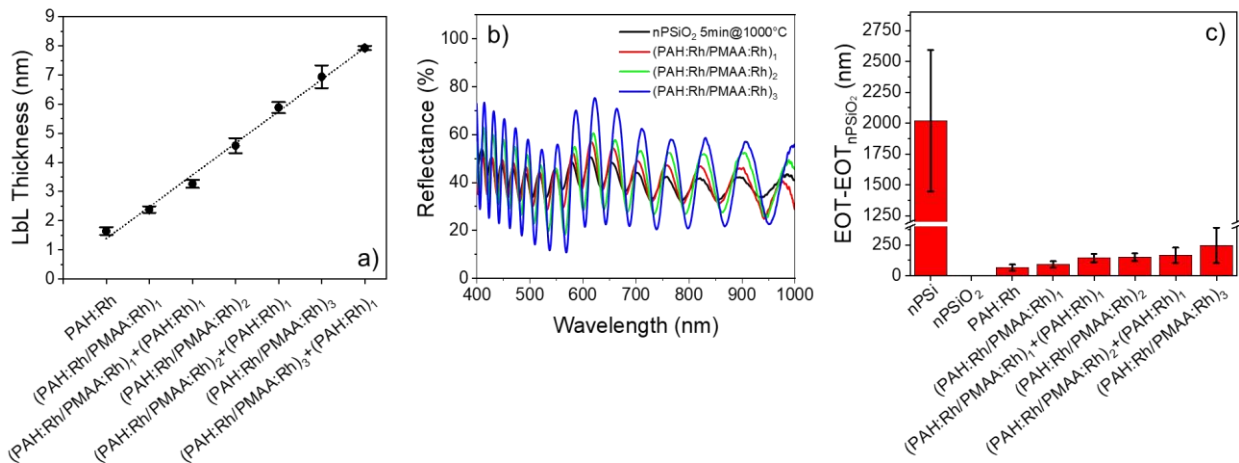 LbL Thickness (nm)
9
8
7
6
5
4
3
2
1
0
a)
PAH:Rh
(PAH:Rh/PMAA:Rh)₁
(PAH:Rh/PMAA:Rh)₁+(PAH:Rh)₁
(PAH:Rh/PMAA:Rh)₂
(PAH:Rh/PMAA:Rh)₂+(PAH:Rh)₁
(PAH:Rh/PMAA:Rh)₃
(PAH:Rh/PMAA:Rh)₃+(PAH:Rh)₁
b)
nPSiO₂ 5min@1000°C
(PAH:Rh/PMAA:Rh)₁
(PAH:Rh/PMAA:Rh)₂
(PAH:Rh/PMAA:Rh)₃
Reflectance (%)
100
80
60
40
20
0
400 500 600 700 800 900 1000
Wavelength (nm)
c)
EOT-EOT nPSiO₂ (nm)
2750
2500
2250
2000
1750
1500
1250
250
0
nPSi
nPSiO₂
PAH:Rh
(PAH:Rh/PMAA:Rh)₁
(PAH:Rh/PMAA:Rh)₁+(PAH:Rh)₁
(PAH:Rh/PMAA:Rh)₂
(PAH:Rh/PMAA:Rh)₂+(PAH:Rh)₁
(PAH:Rh/PMAA:Rh)₃